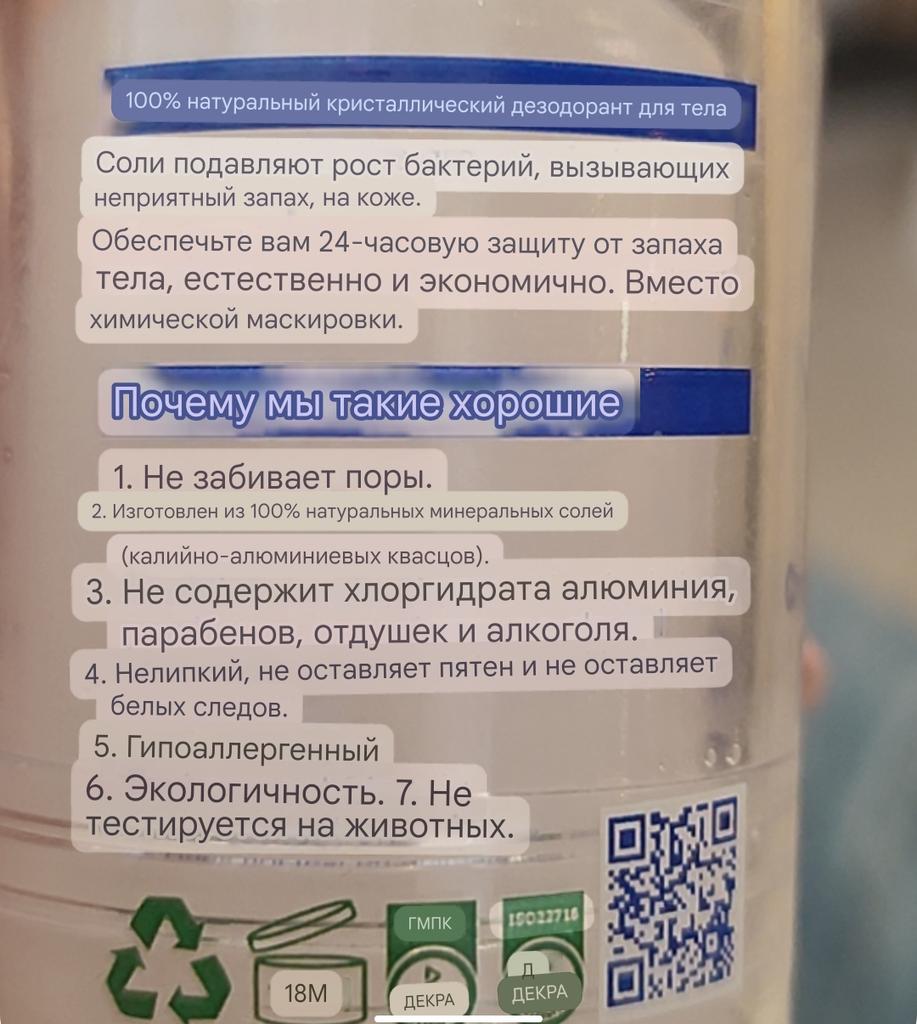 100% натуральный кристаллический дезодорант для тела
Соли подавляют рост бактерий, вызывающих
неприятный запах, на коже.
Обеспечьте вам 24-часовую защиту от запаха
тела, естественно и экономично. Вместо
химической маскировки.
Почему мы такие хорошие
1. Не забивает поры.
2. Изготовлен из 100% натуральных минеральных солей
(калийно-алюминиевых квасцов).
3. Не содержит хлоргидрата алюминия,
парабенов, отдушек и алкоголя.
4. Нелипкий, не оставляет пятен и не оставляет
белых следов.
5. Гипоаллергенный
6. Экологичность. 7. Не
тестируется на животных.
ГМПК
ISO22716
Д
18M
ДЕКРА
ДЕКРА